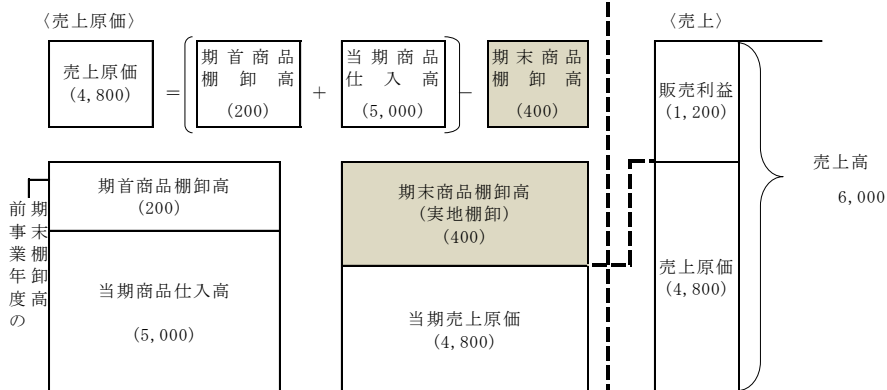 〈売上原価〉
売上原価
(4,800)
=
期首商品
棚卸高
(200)
+
当期商品
仕入高
(5,000)
−
期末商品
棚卸高
(400)
期首商品棚卸高
(200)
前事業年度の
期末棚卸高
当期商品仕入高
(5,000)
期末商品棚卸高
(実地棚卸)
(400)
当期売上原価
(4,800)
〈売上〉
販売利益
(1,200)
売上原価
(4,800)
売上高
6,000